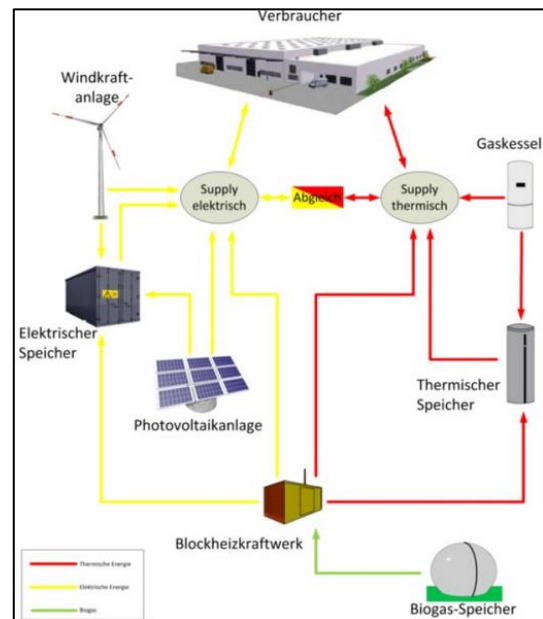 Verbraucher
Windkraft-
anlage
Gaskessel
Supply
elektrisch
Abgleich
Supply
thermisch
Elektrischer
Speicher
Photovoltaikanlage
Thermischer
Speicher
Blockheizkraftwerk
Biogas-Speicher
Thermische Energie
Elektrische Energie
Biogas